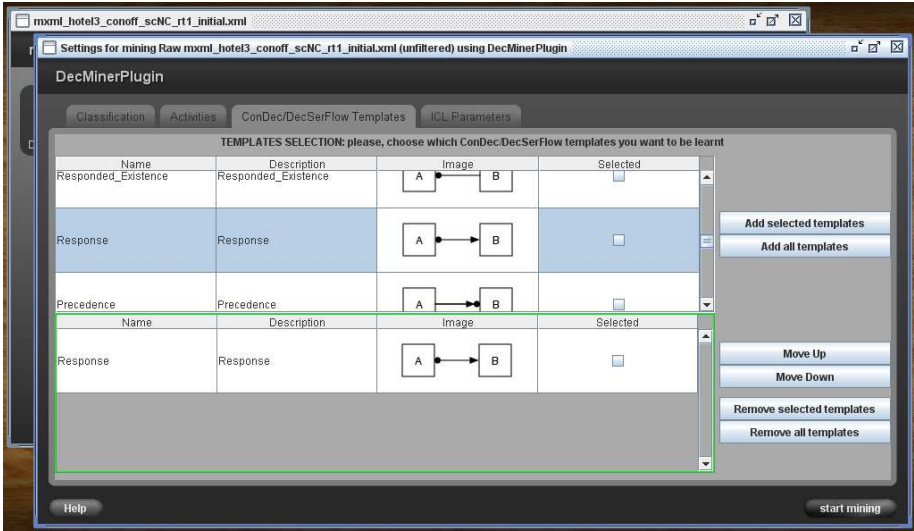 mxml_hotel3_conoff_scNC_rt1_initial.xml
Settings for mining Raw mxml_hotel3_conoff_scNC_rt1_initial.xml (unfiltered) using DecMinerPlugin
DecMinerPlugin
Classification Activities ConDec/DecSerFlow Templates ICL Parameters
TEMPLATES SELECTION: please, choose which ConDec/DecSerFlow templates you want to be learnt
Name Description Image Selected
Responded_Existence Responded_Existence A B
Response Response A B
Precedence Precedence A B
Add selected templates
Add all templates
Name Description Image Selected
Response Response A B
Move Up
Move Down
Remove selected templates
Remove all templates
Help start mining